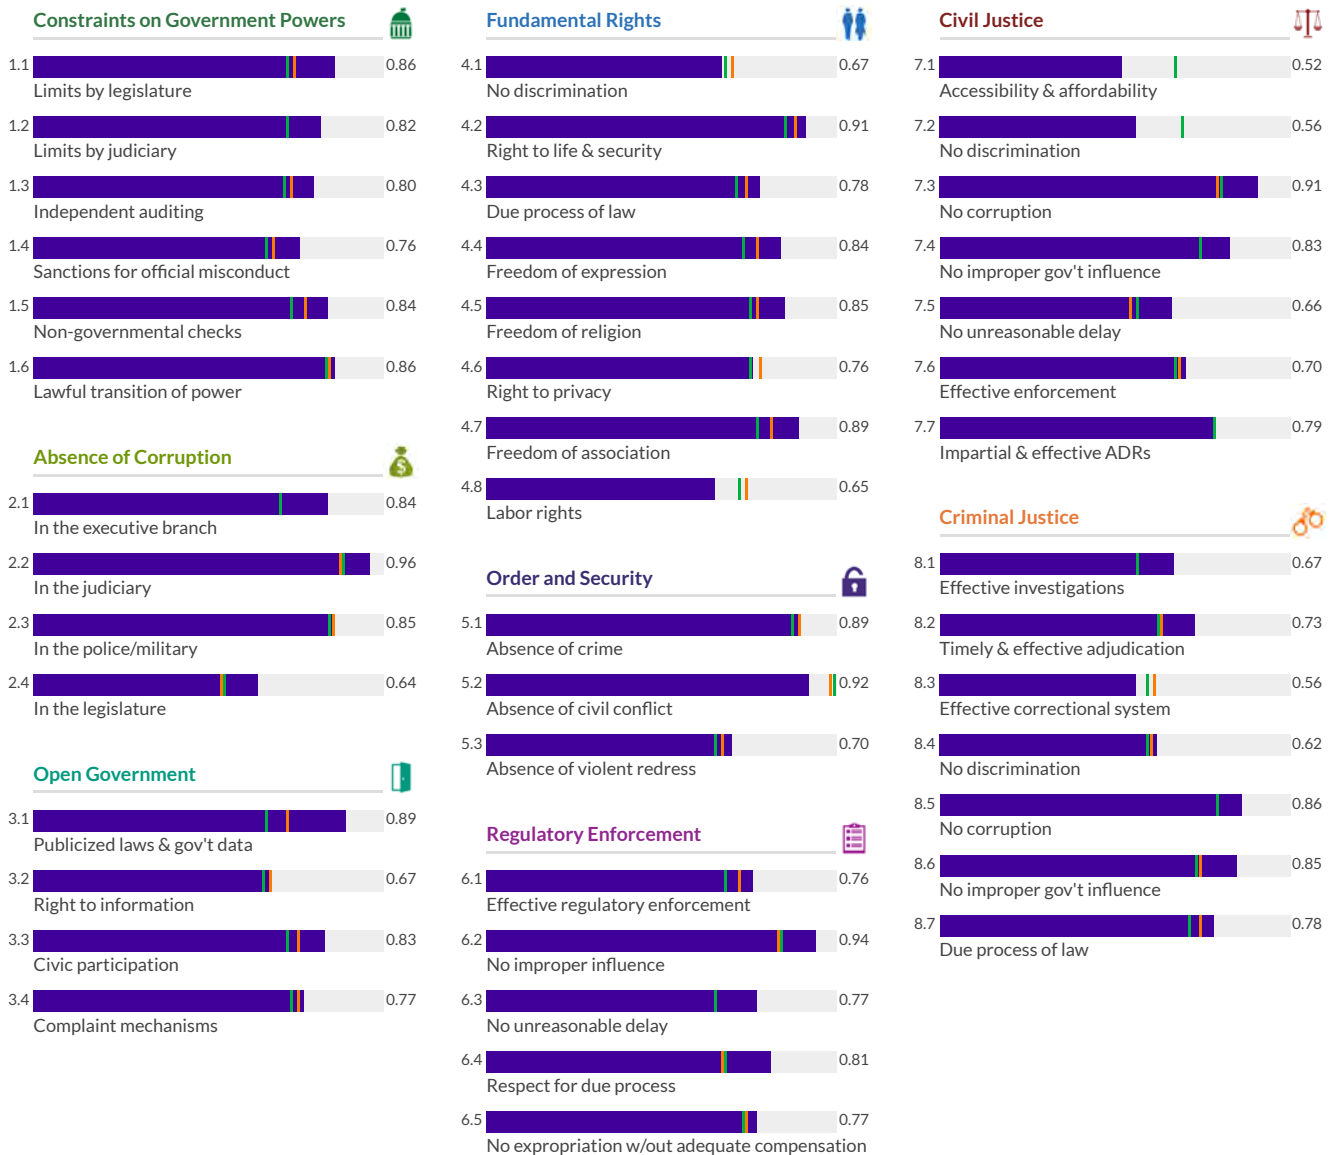 Constraints on Government Powers
1.1 0.86
Limits by legislature
1.2 0.82
Limits by judiciary
1.3 0.80
Independent auditing
1.4 0.76
Sanctions for official misconduct
1.5 0.84
Non-governmental checks
1.6 0.86
Lawful transition of power
Absence of Corruption
$
2.1 0.84
In the executive branch
2.2 0.96
In the judiciary
2.3 0.85
In the police/military
2.4 0.64
In the legislature
Open Government
3.1 0.89
Publicized laws & gov't data
3.2 0.67
Right to information
3.3 0.83
Civic participation
3.4 0.77
Complaint mechanisms
Fundamental Rights
4.1 0.67
No discrimination
4.2 0.91
Right to life & security
4.3 0.78
Due process of law
4.4 0.84
Freedom of expression
4.5 0.85
Freedom of religion
4.6 0.76
Right to privacy
4.7 0.89
Freedom of association
4.8 0.65
Labor rights
Order and Security
5.1 0.89
Absence of crime
5.2 0.92
Absence of civil conflict
5.3 0.70
Absence of violent redress
Regulatory Enforcement
6.1 0.76
Effective regulatory enforcement
6.2 0.94
No improper influence
6.3 0.77
No unreasonable delay
6.4 0.81
Respect for due process
6.5 0.77
No expropriation w/out adequate compensation
Civil Justice
7.1 0.52
Accessibility & affordability
7.2 0.56
No discrimination
7.3 0.91
No corruption
7.4 0.83
No improper gov't influence
7.5 0.66
No unreasonable delay
7.6 0.70
Effective enforcement
7.7 0.79
Impartial & effective ADRs
Criminal Justice
8.1 0.67
Effective investigations
8.2 0.73
Timely & effective adjudication
8.3 0.56
Effective correctional system
8.4 0.62
No discrimination
8.5 0.86
No corruption
8.6 0.85
No improper gov't influence
8.7 0.78
Due process of law